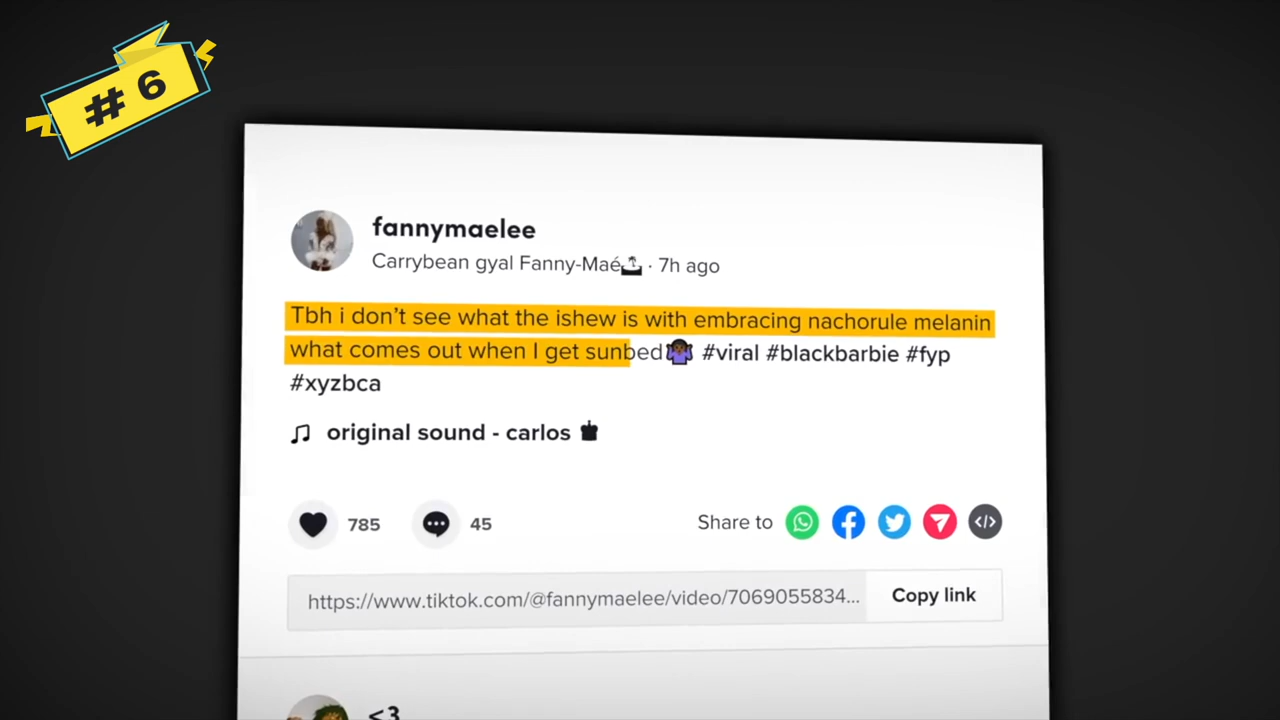 # 6
fannymaelee
Carrybean gyal Fanny-Maé🏝 · 7h ago
Tbh i don't see what the ishew is with embracing nachorule melanin
what comes out when I get sunbed🤷🏿‍♀️ #viral #blackbarbie #fyp
#xyzbca
original sound - carlos
785
45
Share to
https://www.tiktok.com/@fannymaelee/video/7069055834...
Copy link
<3